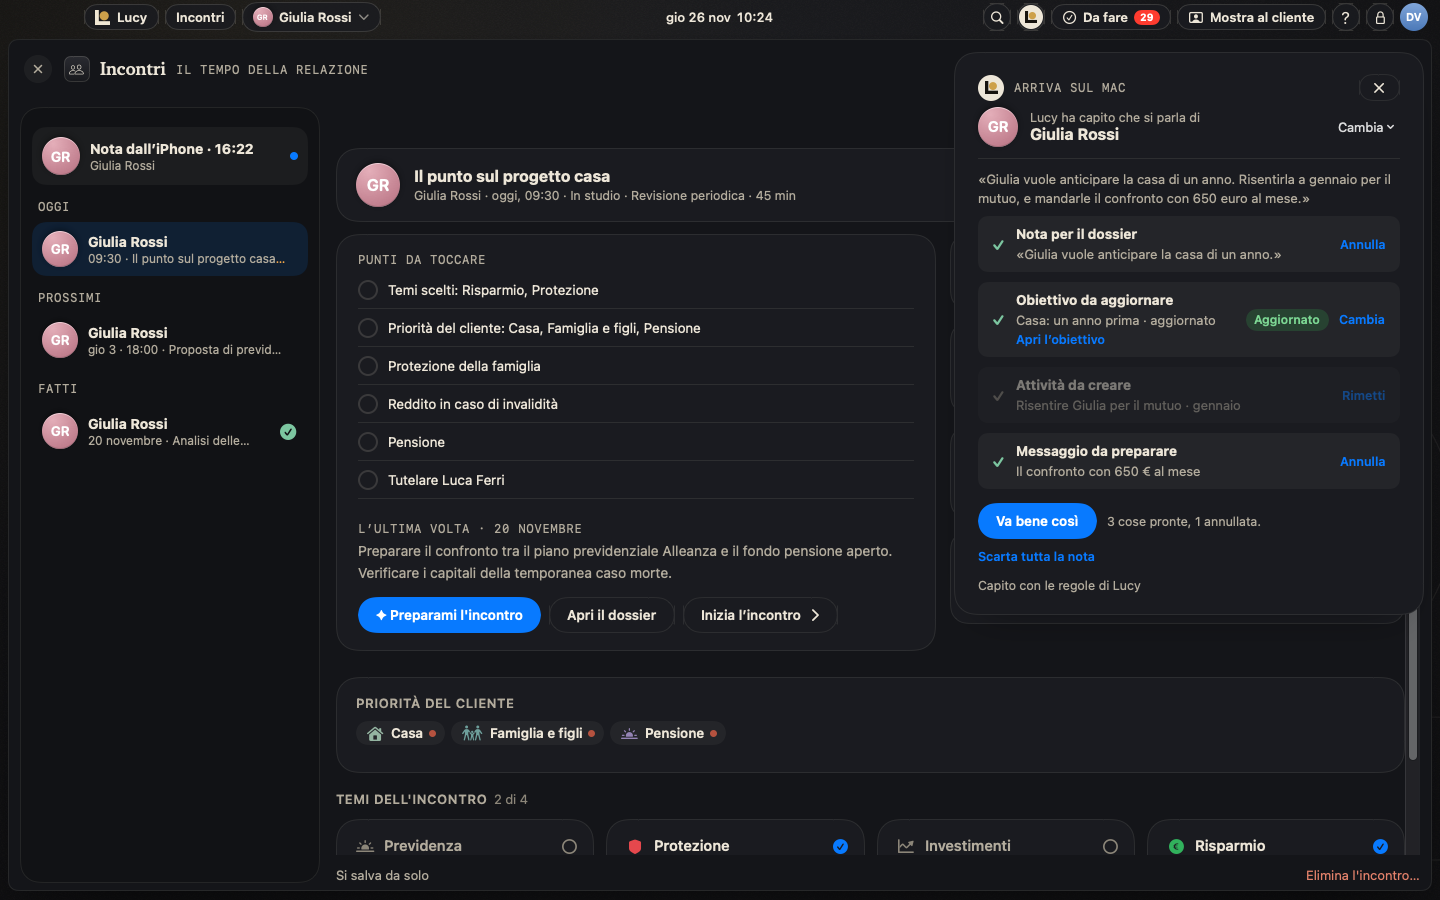 Lucy
Incontri
GR Giulia Rossi
gio 26 nov 10:24
Da fare 29
Mostra al cliente
?
DV
Incontri IL TEMPO DELLA RELAZIONE
GR
Nota dall’iPhone · 16:22
Giulia Rossi
OGGI
GR
Giulia Rossi
09:30 · Il punto sul progetto casa...
PROSSIMI
GR
Giulia Rossi
gio 3 · 18:00 · Proposta di previd...
FATTI
GR
Giulia Rossi
20 novembre · Analisi delle...
GR
Il punto sul progetto casa
Giulia Rossi · oggi, 09:30 · In studio · Revisione periodica · 45 min
PUNTI DA TOCCARE
Temi scelti: Risparmio, Protezione
Priorità del cliente: Casa, Famiglia e figli, Pensione
Protezione della famiglia
Reddito in caso di invalidità
Pensione
Tutelare Luca Ferri
L’ULTIMA VOLTA · 20 NOVEMBRE
Preparare il confronto tra il piano previdenziale Alleanza e il fondo pensione aperto.
Verificare i capitali della temporanea caso morte.
Preparami l'incontro
Apri il dossier
Inizia l’incontro
PRIORITÀ DEL CLIENTE
Casa
Famiglia e figli
Pensione
TEMI DELL'INCONTRO 2 di 4
Previdenza
Protezione
Investimenti
Risparmio
Si salva da solo
Elimina l'incontro...
ARRIVA SUL MAC
GR
Lucy ha capito che si parla di
Giulia Rossi
Cambia
«Giulia vuole anticipare la casa di un anno. Risentirla a gennaio per il
mutuo, e mandarle il confronto con 650 euro al mese.»
Nota per il dossier
«Giulia vuole anticipare la casa di un anno.»
Annulla
Obiettivo da aggiornare
Casa: un anno prima · aggiornato
Apri l’obiettivo
Aggiornato
Cambia
Attività da creare
Risentire Giulia per il mutuo · gennaio
Rimetti
Messaggio da preparare
Il confronto con 650 € al mese
Annulla
Va bene così
3 cose pronte, 1 annullata.
Scarta tutta la nota
Capito con le regole di Lucy